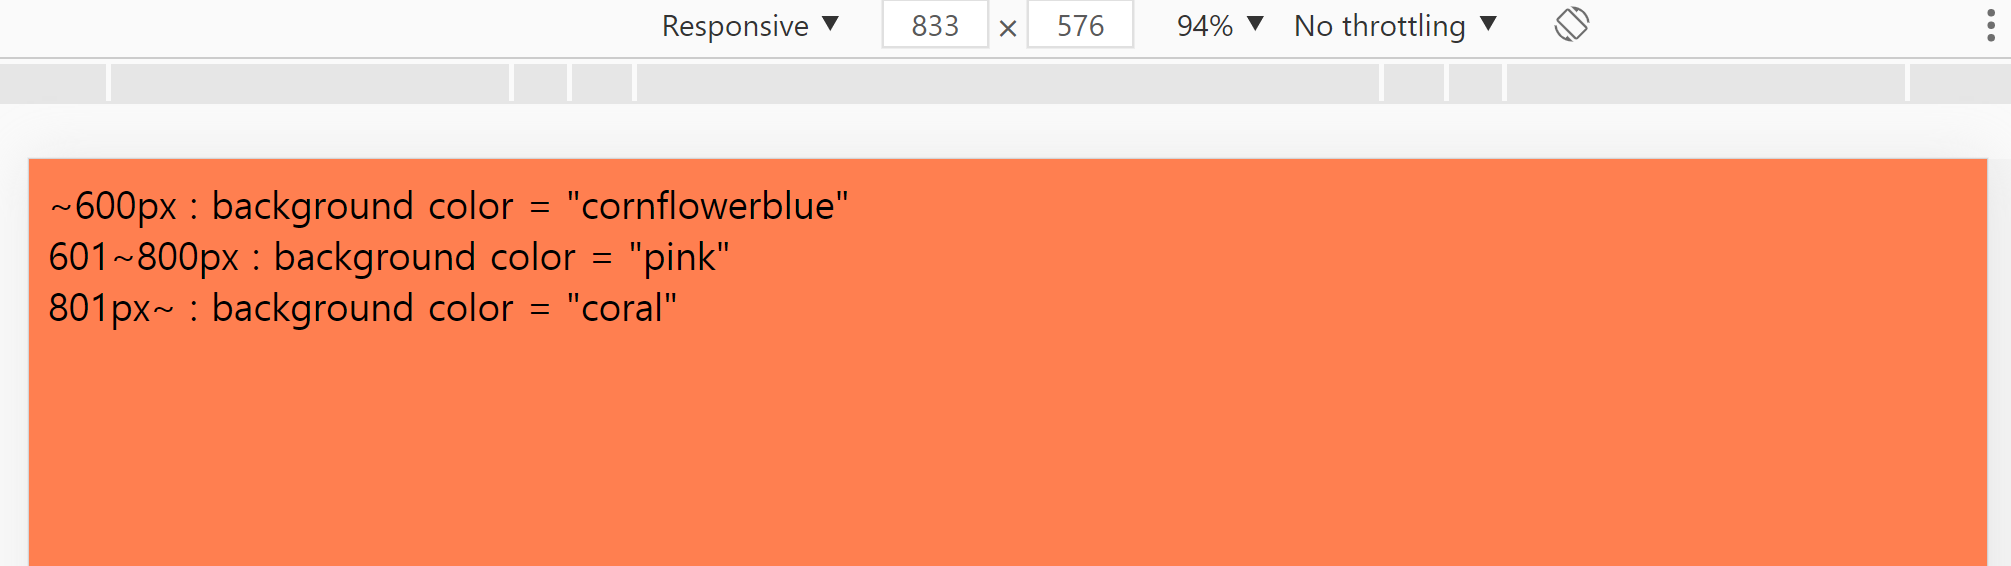 Responsive ▼ 833 × 576 94% ▼ No throttling ▼
~600px : background color = "cornflowerblue"
601~800px : background color = "pink"
801px~ : background color = "coral"